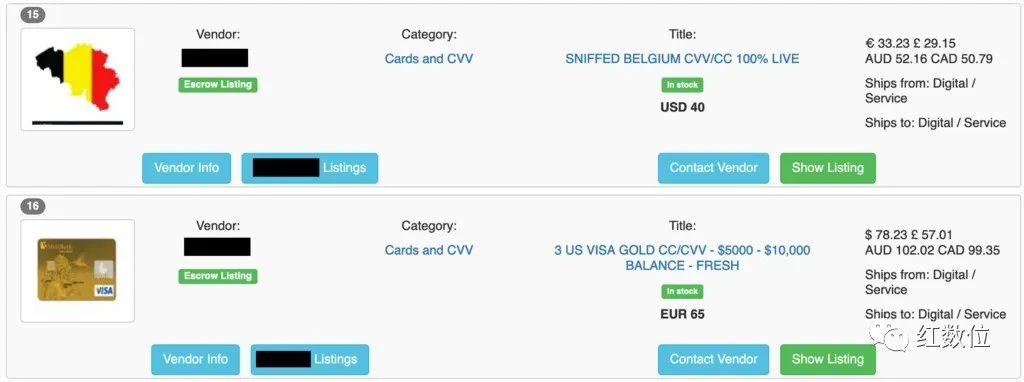 15
Vendor:
Escrow Listing
Category:
Cards and CVV
Title:
SNIFFED BELGIUM CVV/CC 100% LIVE
In stock
USD 40
€ 33.23 £ 29.15
AUD 52.16 CAD 50.79
Ships from: Digital /
Service
Ships to: Digital / Service
Vendor Info
Listings
Contact Vendor
Show Listing
16
Vendor:
Escrow Listing
Category:
Cards and CVV
Title:
3 US VISA GOLD CC/CVV - $5000 - $10,000
BALANCE - FRESH
In stock
EUR 65
$ 78.23 £ 57.01
AUD 102.02 CAD 99.35
Ships from: Digital /
Service
Ships to: Digital / Service
VISA
Vendor Info
Listings
Contact Vendor
Show Listing
红数位